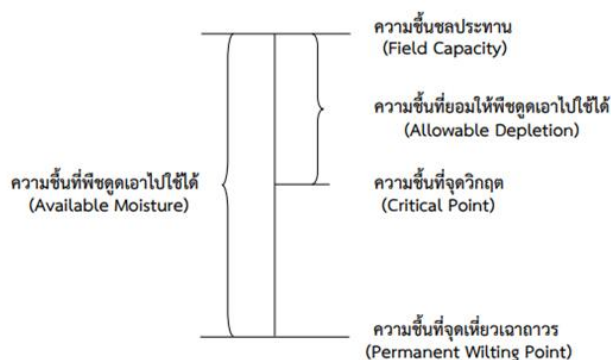 ความชื้นชลประทาน
(Field Capacity)
ความชื้นที่ยอมให้พืชดูดเอาไปใช้ได้
(Allowable Depletion)
ความชื้นที่พืชดูดเอาไปใช้ได้
(Available Moisture)
ความชื้นที่จุดวิกฤต
(Critical Point)
ความชื้นที่จุดเหี่ยวเฉาถาวร
(Permanent Wilting Point)